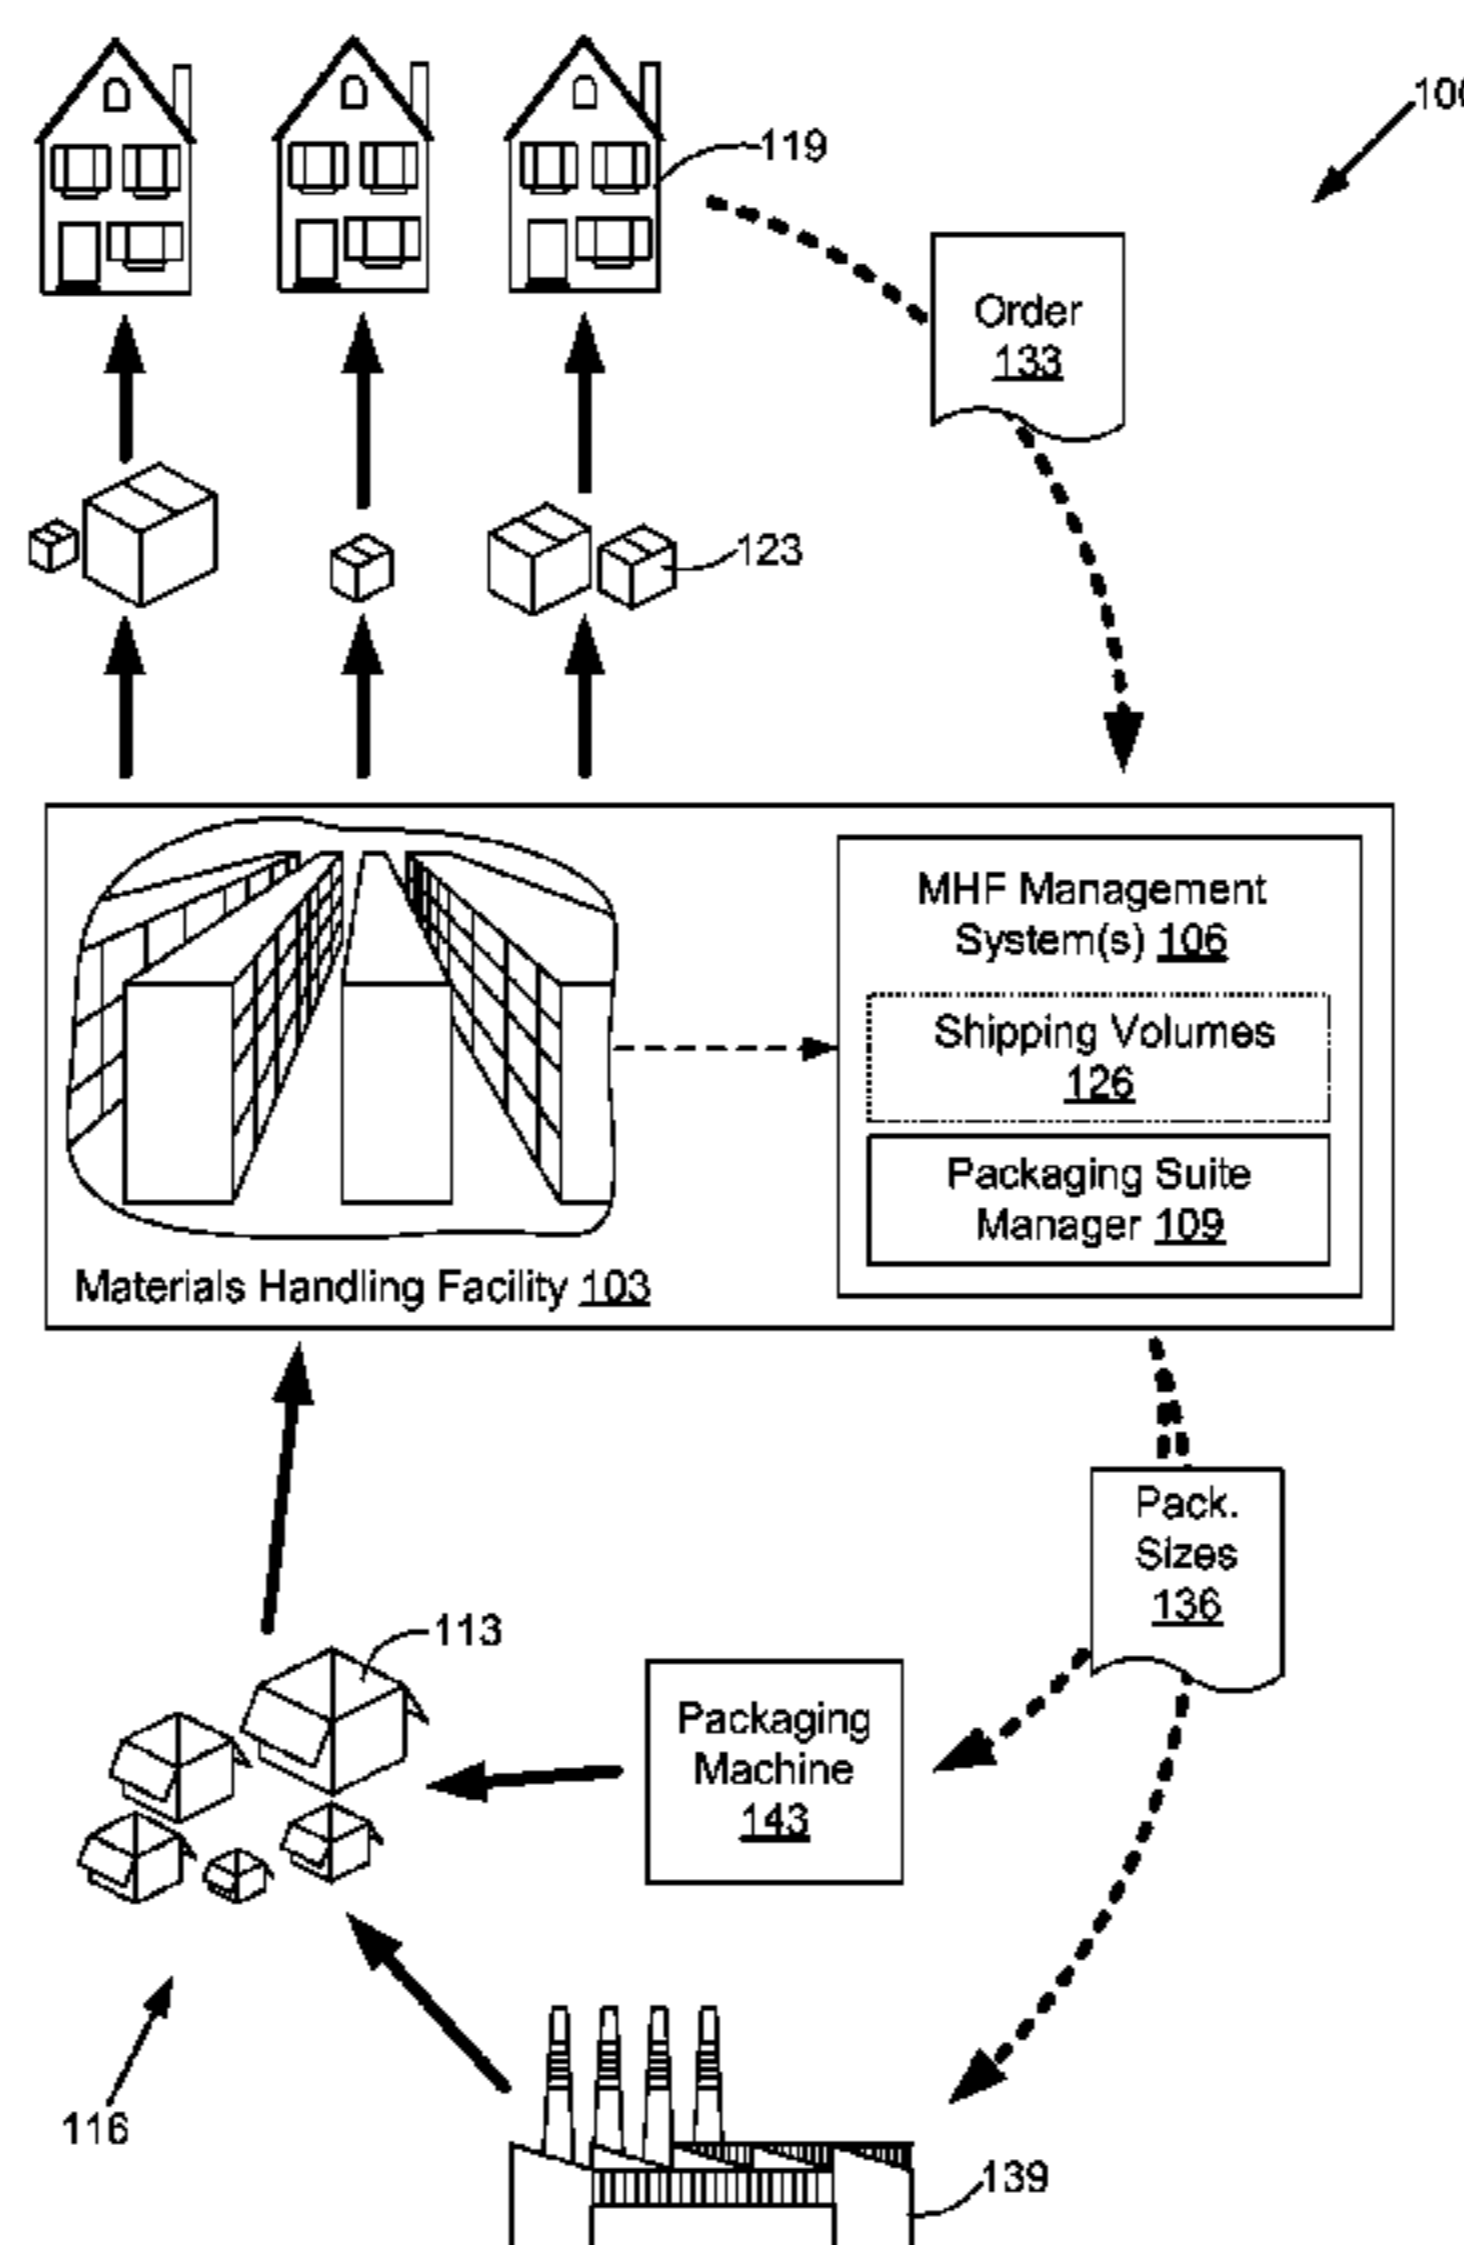 100
119
Order
133
123
MHF Management
System(s) 106
Shipping Volumes
126
Packaging Suite
Manager 109
Materials Handling Facility 103
Pack.
Sizes
136
113
Packaging
Machine
143
116
139